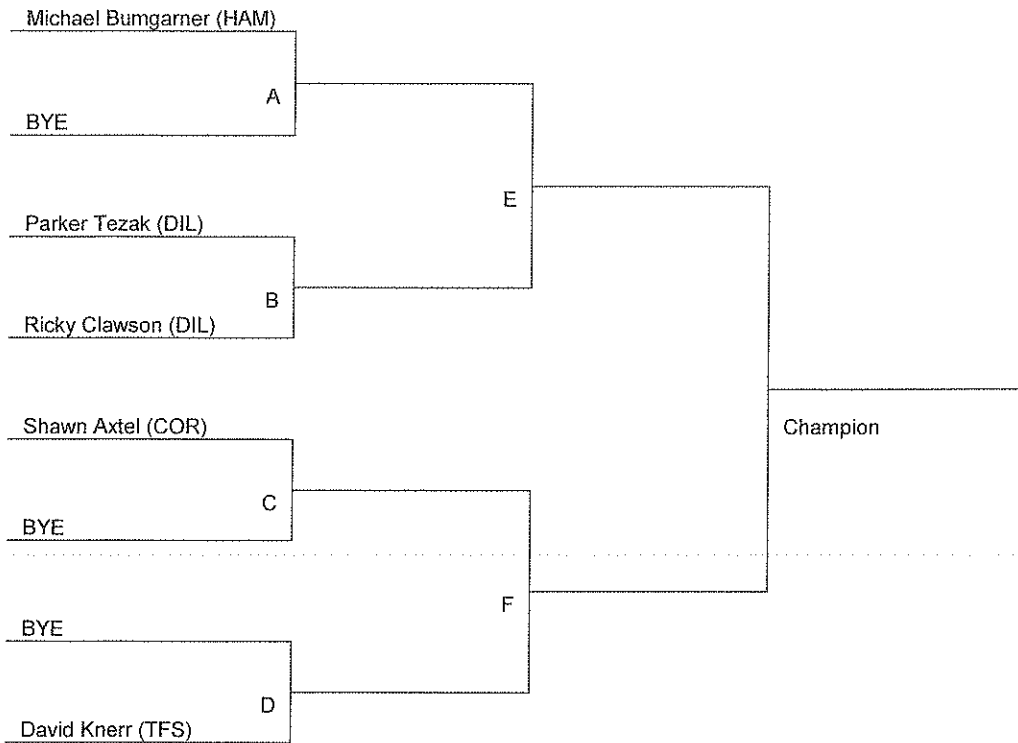 Michael Bumgarner (HAM)
A
BYE
E
Parker Tezak (DIL)
B
Ricky Clawson (DIL)
Shawn Axtel (COR)
Champion
C
BYE
F
BYE
D
David Knerr (TFS)